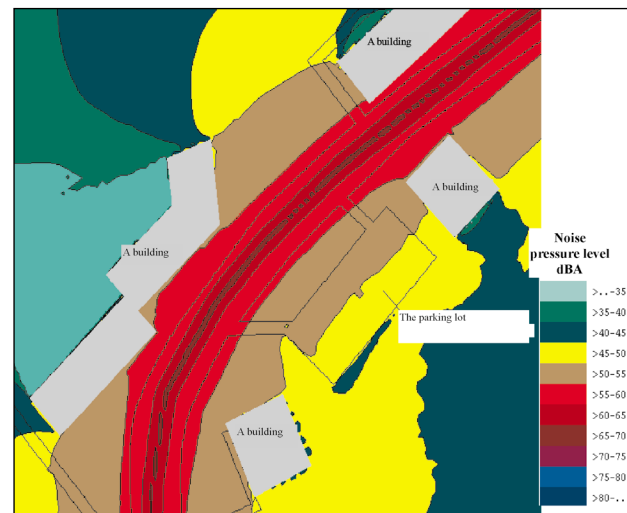 A building
A building
A building
The parking lot
A building
Noise
pressure level
dBA
>..-35
>35-40
>40-45
>45-50
>50-55
>55-60
>60-65
>65-70
>70-75
>75-80
>80-..